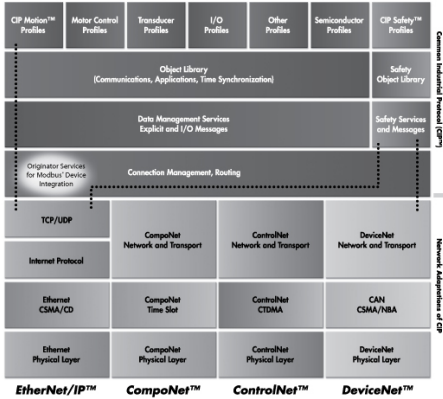 CIP Motion™
Profiles
Motor Control
Profiles
Transducer
Profiles
I/O
Profiles
Other
Profiles
Semiconductor
Profiles
CIP Safety™
Profiles
Object Library
(Communications, Applications, Time Synchronization)
Safety
Object Library
Data Management Services
Explicit and I/O Messages
Safety Services
and Messages
Common Industrial Protocol (CIP™)
Originator Services
for Modbus® Device
Integration
Connection Management, Routing
TCP/UDP
Internet Protocol
CompoNet
Network and Transport
ControlNet
Network and Transport
DeviceNet
Network and Transport
Network Adaptations of CIP
Ethernet
CSMA/CD
CompoNet
Time Slot
ControlNet
CTDMA
CAN
CSMA/NBA
Ethernet
Physical Layer
CompoNet
Physical Layer
ControlNet
Physical Layer
DeviceNet
Physical Layer
EtherNet/IP™
CompoNet™
ControlNet™
DeviceNet™